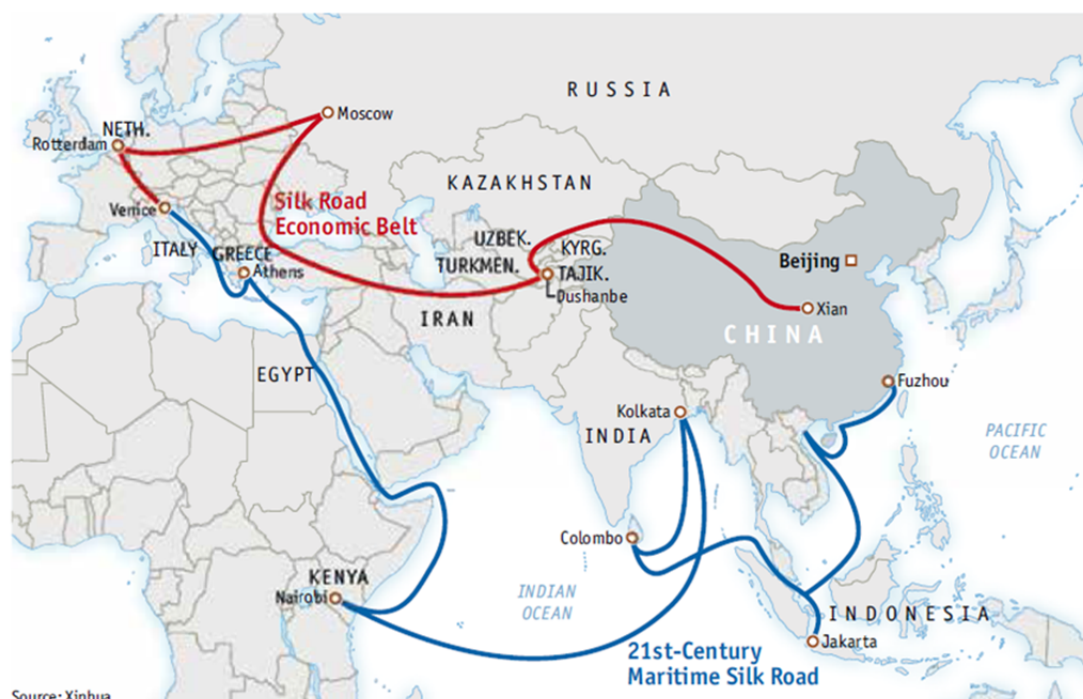 RUSSIA
Moscow
NETH.
Rotterdam
KAZAKHSTAN
Silk Road
Economic Belt
Venice
UZBEK.
KYRG.
ITALY
GREECE
Athens
TURKMEN.
TAJIK.
Dushanbe
Beijing
Xian
IRAN
CHINA
EGYPT
Fuzhou
Kolkata
INDIA
PACIFIC
OCEAN
Colombo
KENYA
Nairobi
INDIAN
OCEAN
INDONESIA
Jakarta
21st-Century
Maritime Silk Road
Source: Xinhua